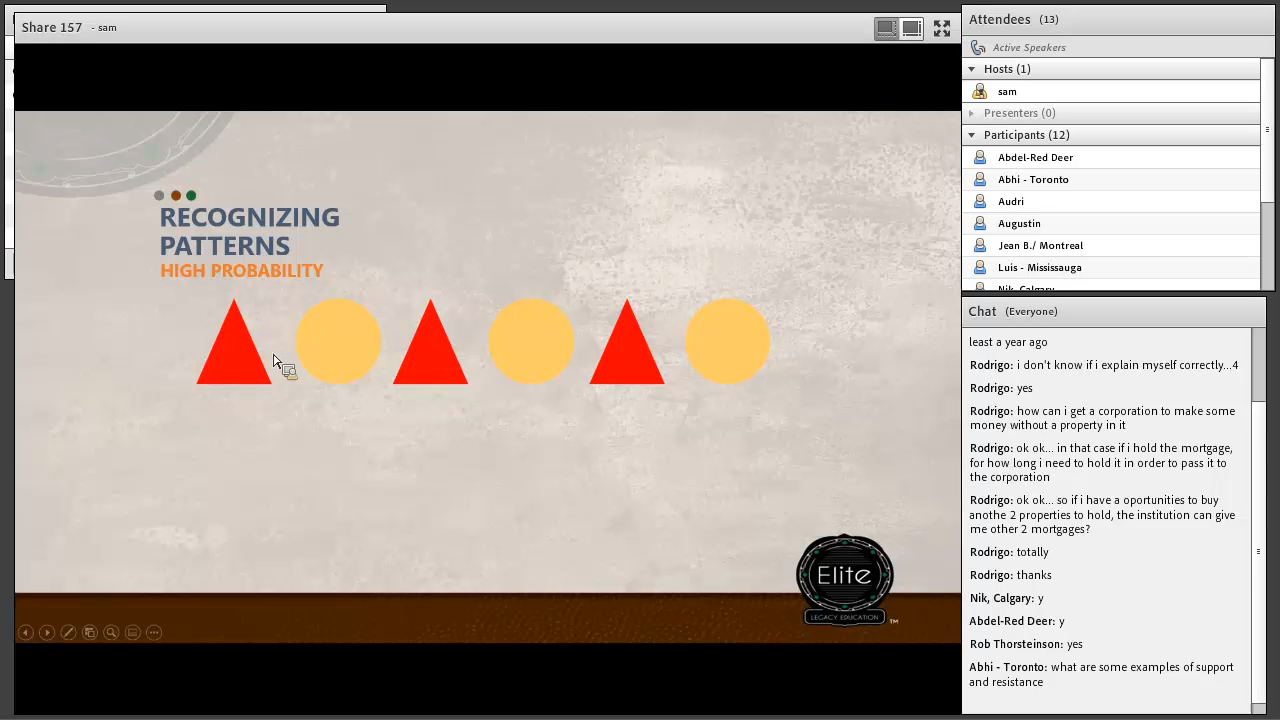 Share 157 - sam
RECOGNIZING
PATTERNS
HIGH PROBABILITY
Elite
LEGACY EDUCATION
TM
Attendees (13)
Active Speakers
Hosts (1)
sam
Presenters (0)
Participants (12)
Abdel-Red Deer
Abhi - Toronto
Audri
Augustin
Jean B./ Montreal
Luis - Mississauga
Nik, Calgary
Chat (Everyone)
least a year ago
Rodrigo: i don't know if i explain myself correctly...4
Rodrigo: yes
Rodrigo: how can i get a corporation to make some
money without a property in it
Rodrigo: ok ok... in that case if i hold the mortgage,
for how long i need to hold it in order to pass it to
the corporation
Rodrigo: ok ok... so if i have a oportunities to buy
anothe 2 properties to hold, the institution can give
me other 2 mortgages?
Rodrigo: totally
Rodrigo: thanks
Nik, Calgary: y
Abdel-Red Deer: y
Rob Thorsteinson: yes
Abhi - Toronto: what are some examples of support
and resistance